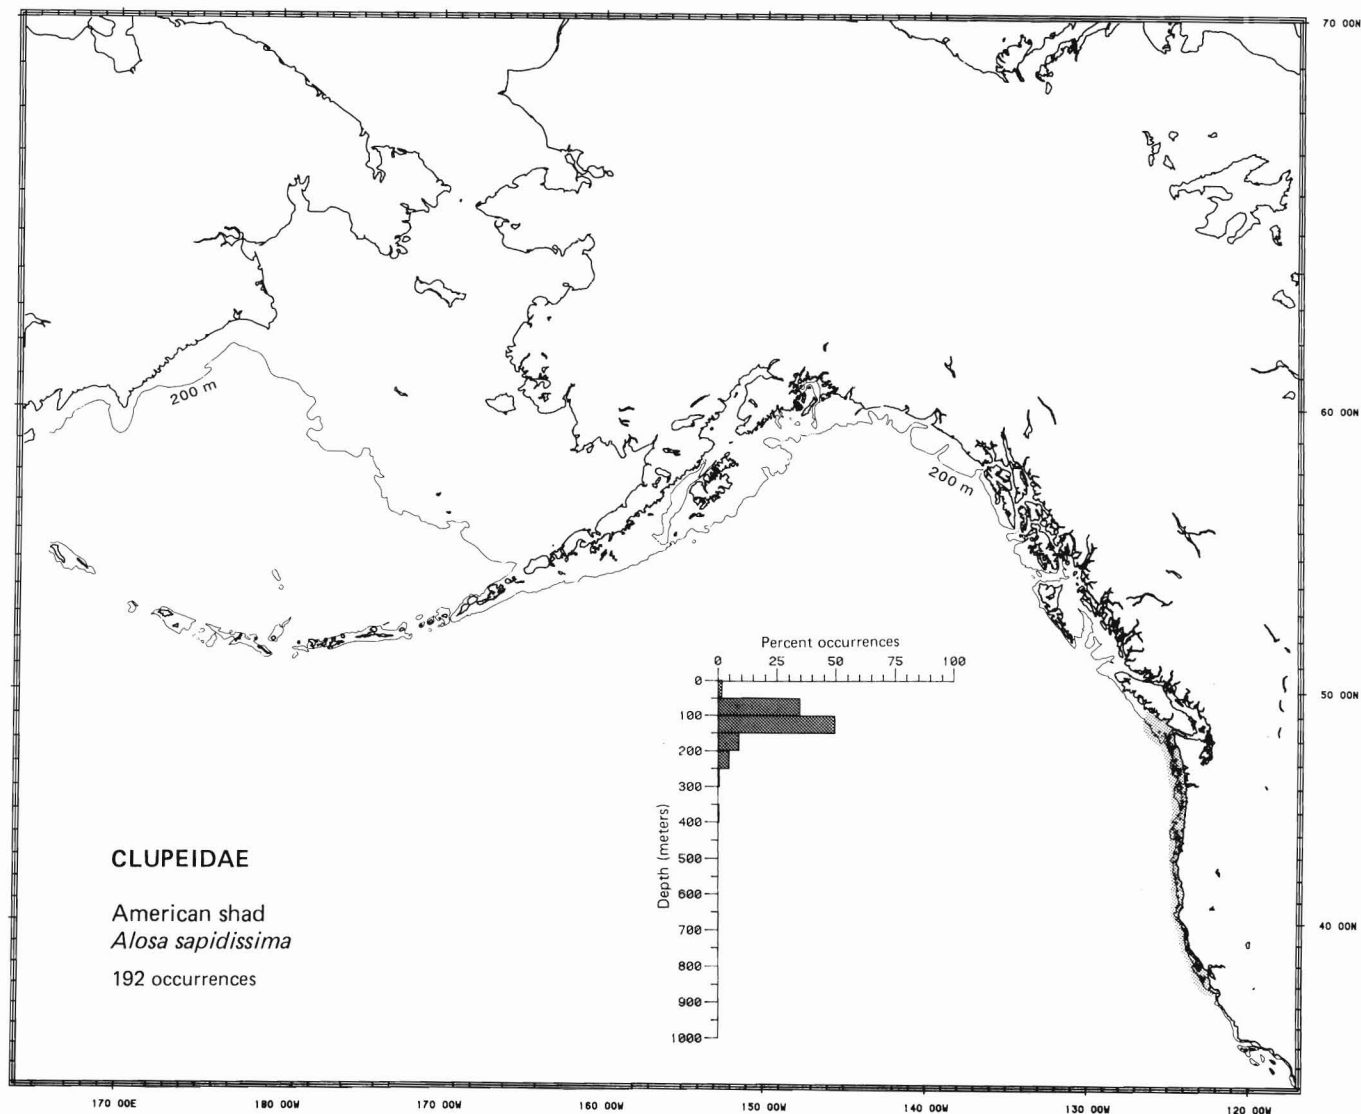 70 00N
200 m
60 00N
200 m
Percent occurrences
0 25 50 75 100
0
50 00N
100
200
300
400
500
600
700
800
900
1000
Depth (meters)
CLUPEIDAE
American shad
Alosa sapidissima
192 occurrences
40 00N
170 00E 180 00W 170 00W 160 00W 150 00W 140 00W 130 00W 120 00W